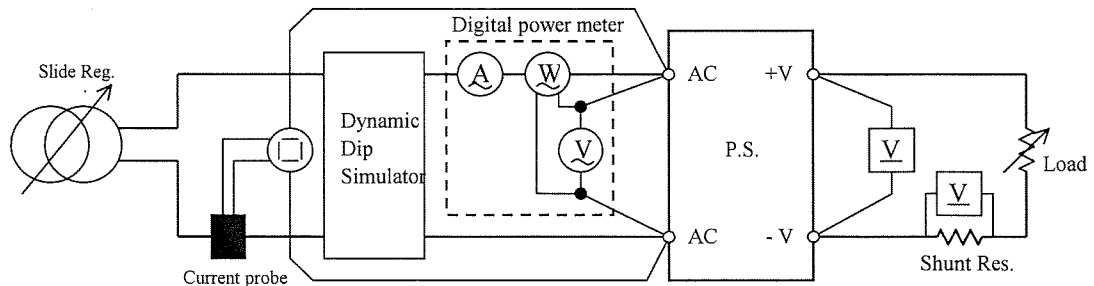 Digital power meter
Slide Reg.
A
W
AC
+V
Dynamic
Dip
Simulator
V
P.S.
V
Load
V
AC
- V
Current probe
Shunt Res.